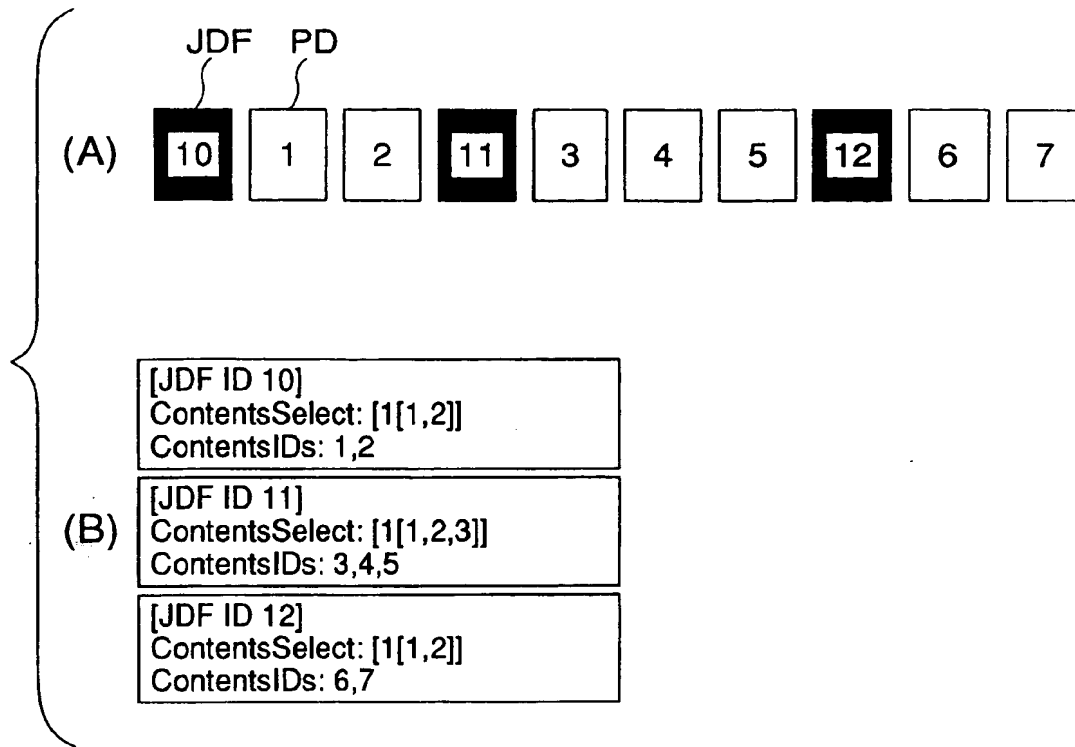 JDF PD
(A) 10 1 2 11 3 4 5 12 6 7
(B)
[JDF ID 10]
ContentsSelect: [1[1,2]]
ContentsIDs: 1,2
[JDF ID 11]
ContentsSelect: [1[1,2,3]]
ContentsIDs: 3,4,5
[JDF ID 12]
ContentsSelect: [1[1,2]]
ContentsIDs: 6,7